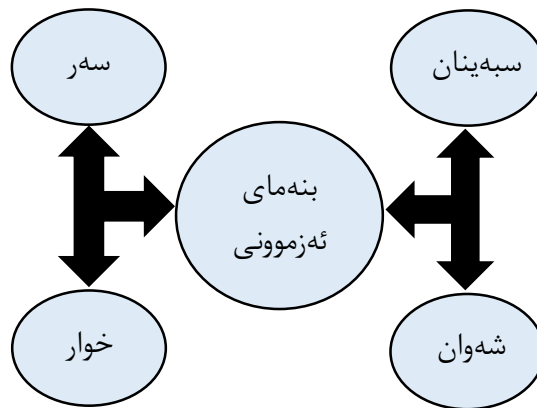 سبەینان
سەر
بنەمای
ئەزموونی
شەوان
خوار